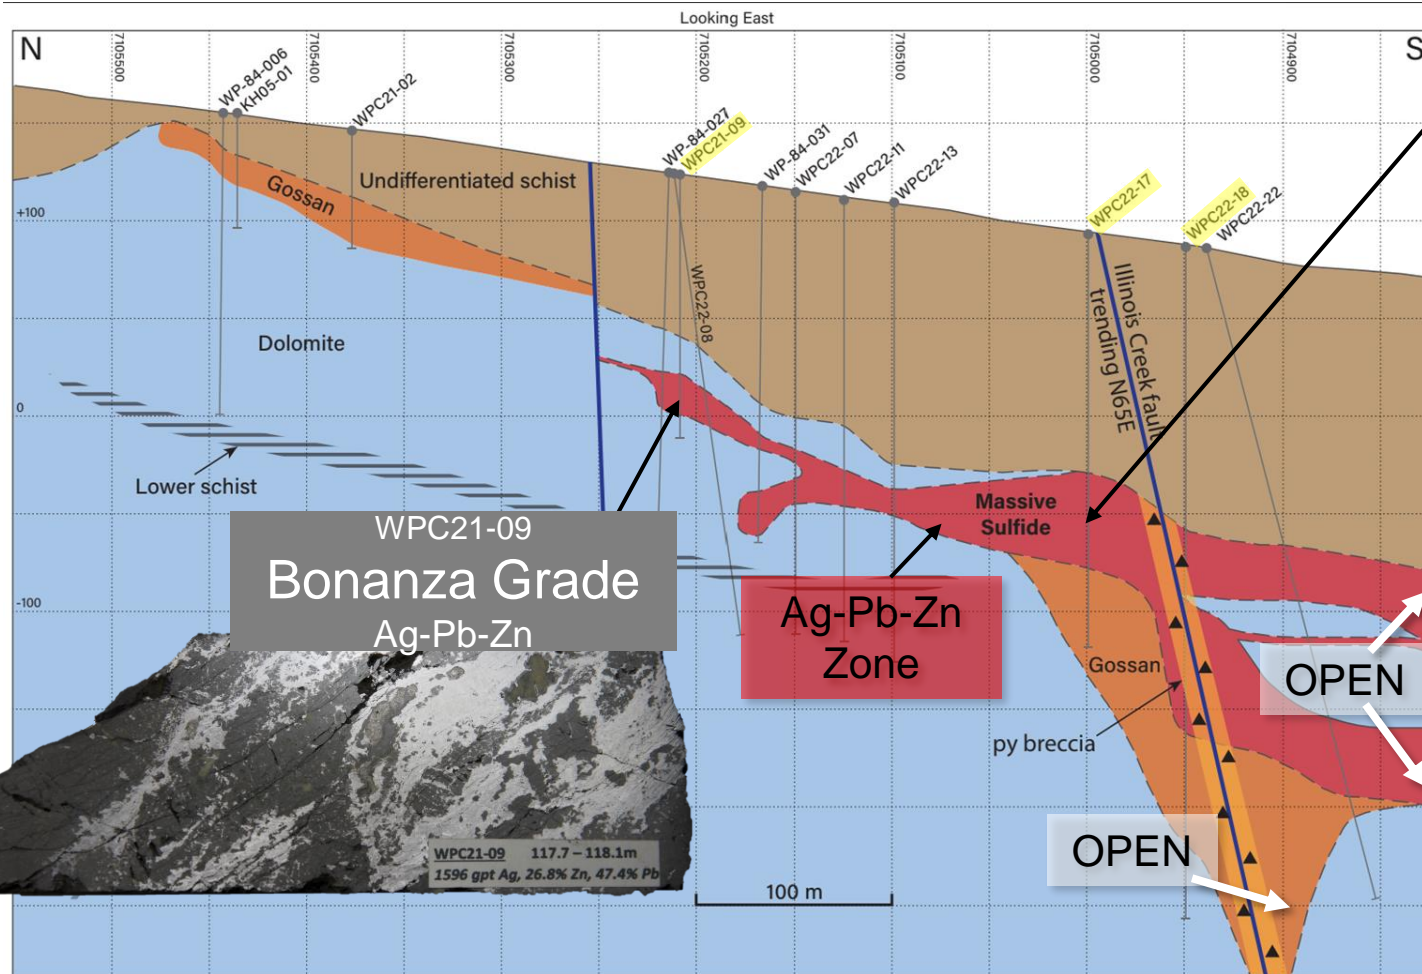 Looking East
N
S
7105500
7105400
7105300
7105200
7105100
7105000
7104900
WP-84-006
KH05-01
WPC21-02
WP-84-027
WPC21-09
WP-84-031
WPC22-07
WPC22-11
WPC22-13
WPC22-17
WPC22-18
WPC22-22
+100
0
-100
Gossan
Undifferentiated schist
WPC22-08
Illinois Creek fault
trending N65E
Dolomite
Lower schist
Massive
Sulfide
WPC21-09
Bonanza Grade
Ag-Pb-Zn
Ag-Pb-Zn
Zone
Gossan
OPEN
py breccia
OPEN
WPC21-09 117.7 – 118.1m
1596 gpt Ag, 26.8% Zn, 47.4% Pb
100 m